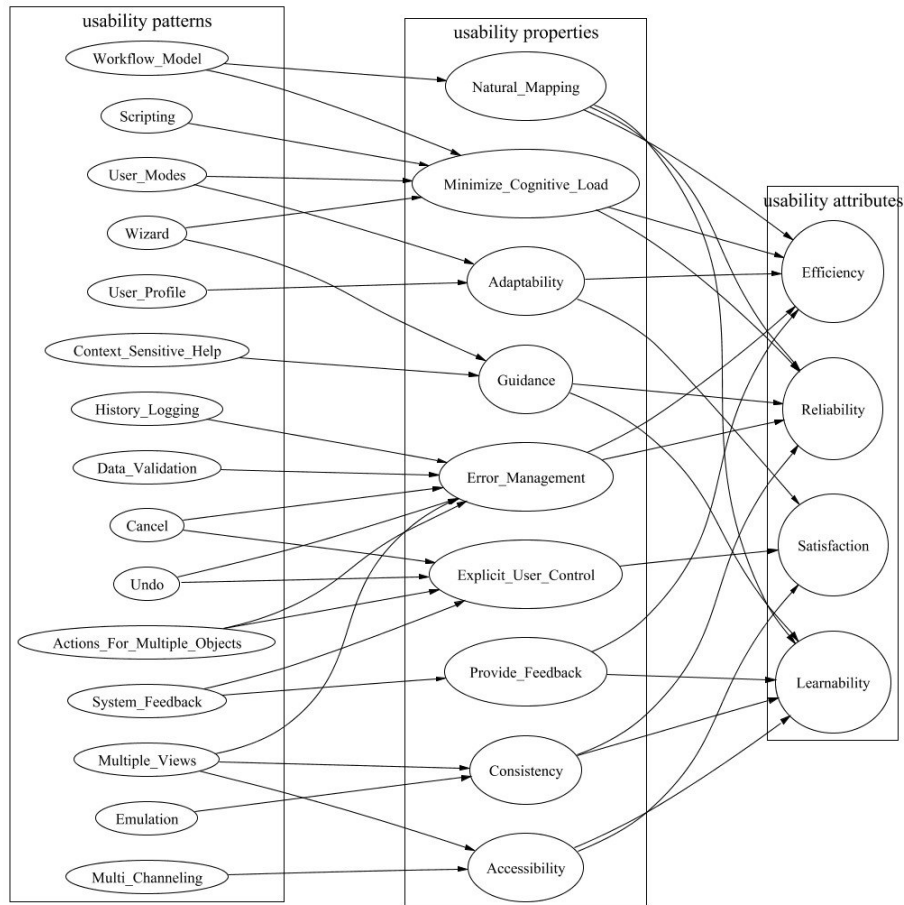 usability patterns
Workflow_Model
Scripting
User_Modes
Wizard
User_Profile
Context_Sensitive_Help
History_Logging
Data_Validation
Cancel
Undo
Actions_For_Multiple_Objects
System_Feedback
Multiple_Views
Emulation
Multi_Channeling
usability properties
Natural_Mapping
Minimize_Cognitive_Load
Adaptability
Guidance
Error_Management
Explicit_User_Control
Provide_Feedback
Consistency
Accessibility
usability attributes
Efficiency
Reliability
Satisfaction
Learnability